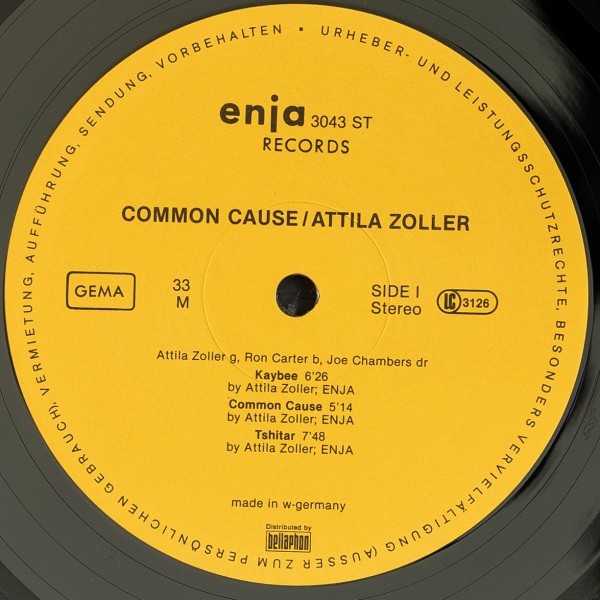 URHEBER- UND LEISTUNGSSCHUTZRECHTE, BESONDERS VERVIELFÄLTIGUNG (AUSSER ZUM PERSÖNLICHEN GEBRAUCH), VERMIETUNG, AUFFÜHRUNG, SENDUNG, VORBEHALTEN •
enja 3043 ST
RECORDS
COMMON CAUSE/ATTILA ZOLLER
GEMA
33
M
SIDE I
Stereo
LC 3126
Attila Zoller g, Ron Carter b, Joe Chambers dr
Kaybee 6'26
by Attila Zoller; ENJA
Common Cause 5'14
by Attila Zoller; ENJA
Tshitar 7'48
by Attila Zoller; ENJA
made in w-germany
Distributed by
bellaphon